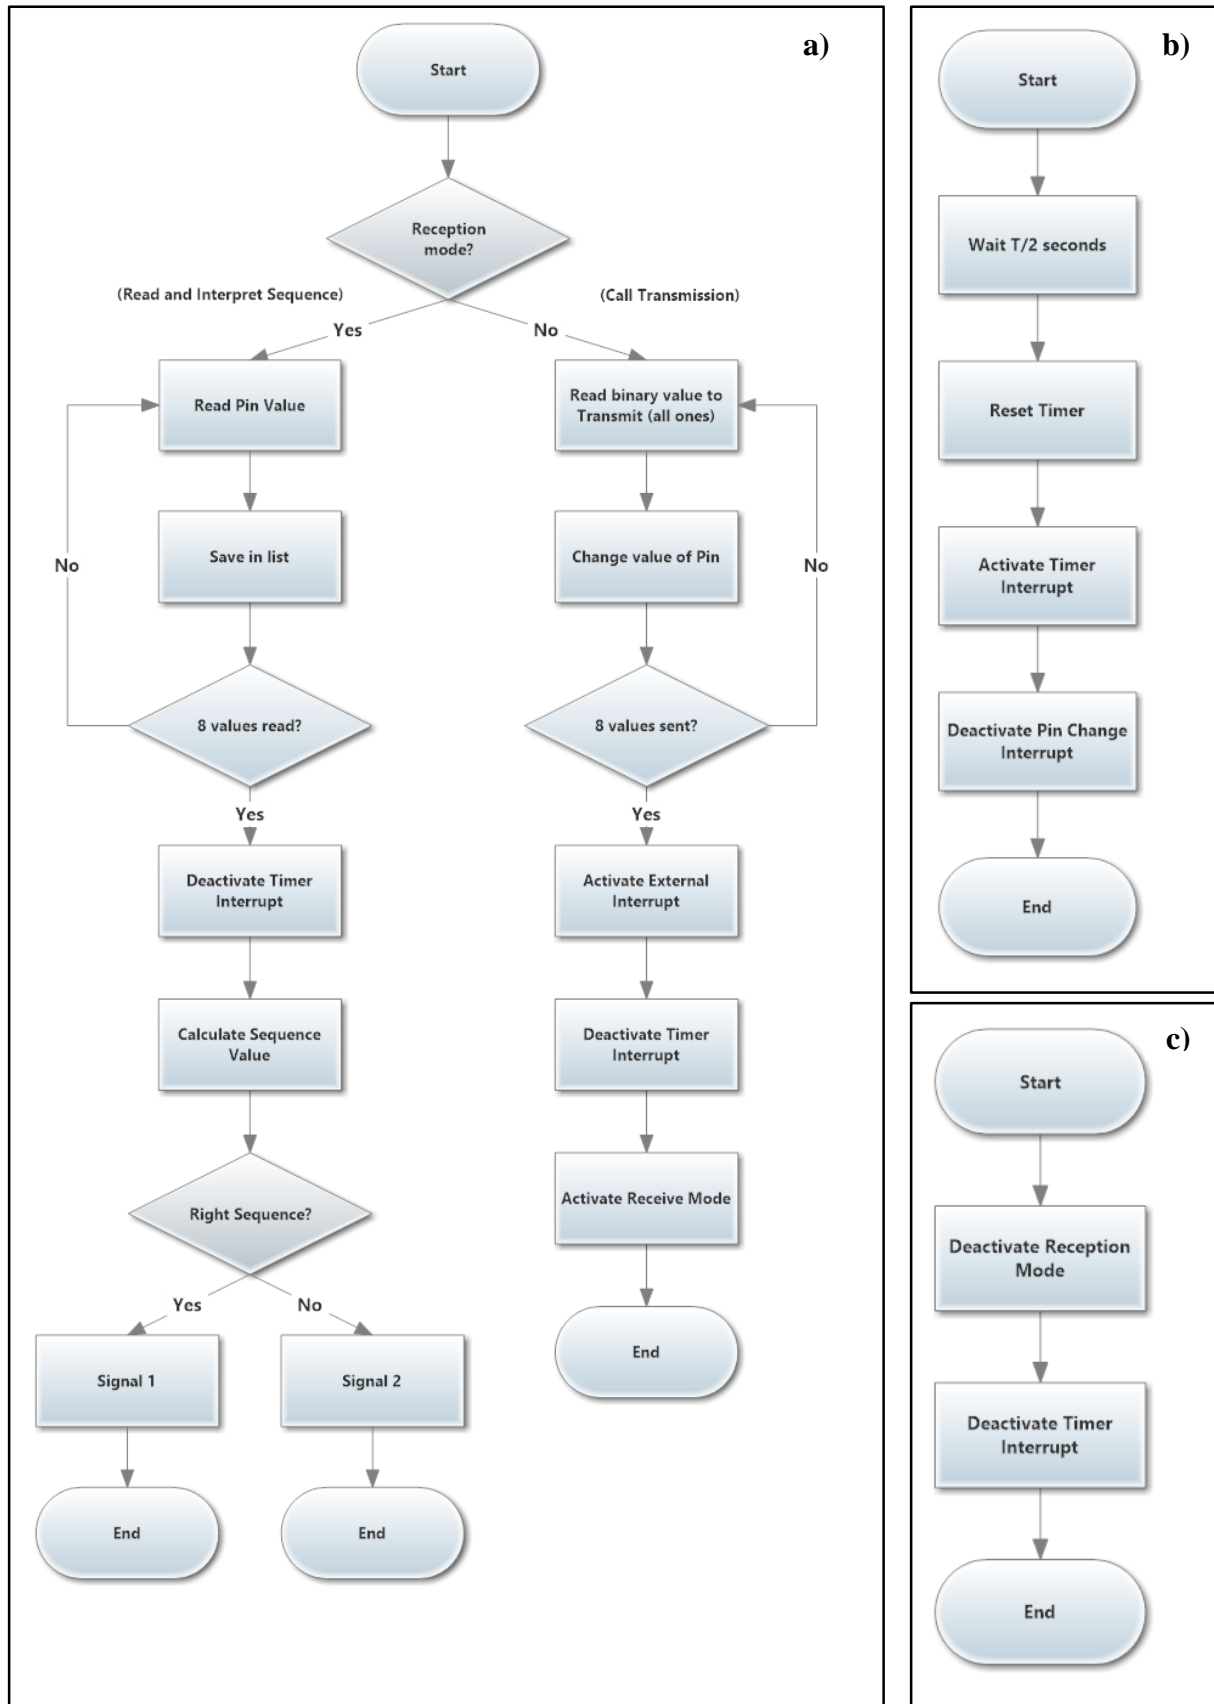 a)
Start
Reception
mode?
(Read and Interpret Sequence)
(Call Transmission)
Yes
No
Read Pin Value
Read binary value to
Transmit (all ones)
Save in list
Change value of Pin
No
No
8 values read?
8 values sent?
Yes
Yes
Deactivate Timer
Interrupt
Activate External
Interrupt
Calculate Sequence
Value
Deactivate Timer
Interrupt
Right Sequence?
Activate Receive Mode
Yes
No
Signal 1
Signal 2
End
End
End
b)
Start
Wait T/2 seconds
Reset Timer
Activate Timer
Interrupt
Deactivate Pin Change
Interrupt
End
c)
Start
Deactivate Reception
Mode
Deactivate Timer
Interrupt
End